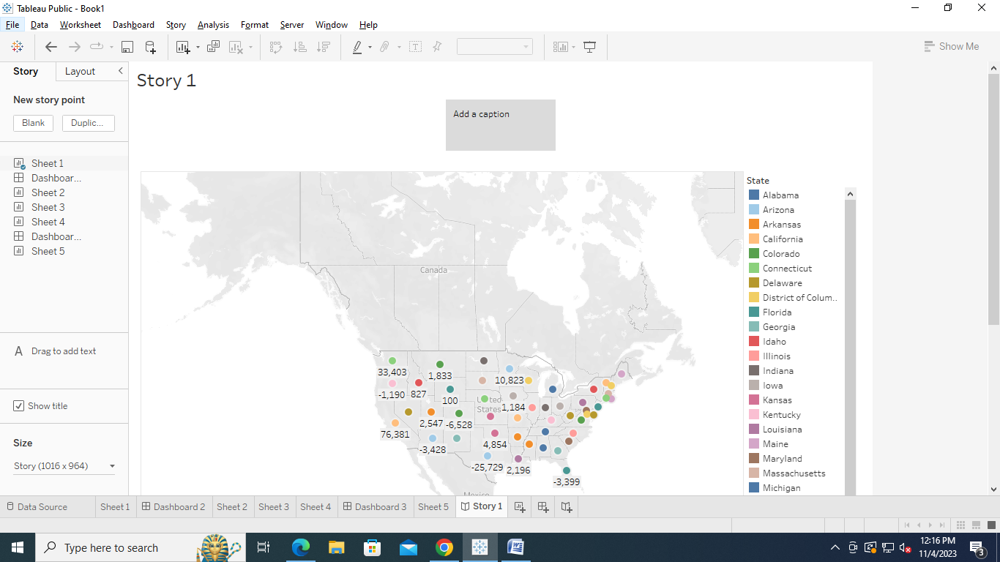 Tableau Public - Book1
File Data Worksheet Dashboard Story Analysis Format Server Window Help
Show Me
Story Layout
New story point
Blank Duplic...
Sheet 1
Dashboar...
Sheet 2
Sheet 3
Sheet 4
Dashboar...
Sheet 5
A Drag to add text
Show title
Size
Story (1016 x 964)
Story 1
Add a caption
Canada
United
States
Mexico
33,403
1,833
10,823
-1,190
827
100
1,184
2,547
-6,528
76,381
-3,428
4,854
-25,729
2,196
-3,399
State
Alabama
Arizona
Arkansas
California
Colorado
Connecticut
Delaware
District of Colum..
Florida
Georgia
Idaho
Illinois
Indiana
Iowa
Kansas
Kentucky
Louisiana
Maine
Maryland
Massachusetts
Michigan
Data Source Sheet 1 Dashboard 2 Sheet 2 Sheet 3 Sheet 4 Dashboard 3 Sheet 5 Story 1
Type here to search
12:16 PM
11/4/2023
3